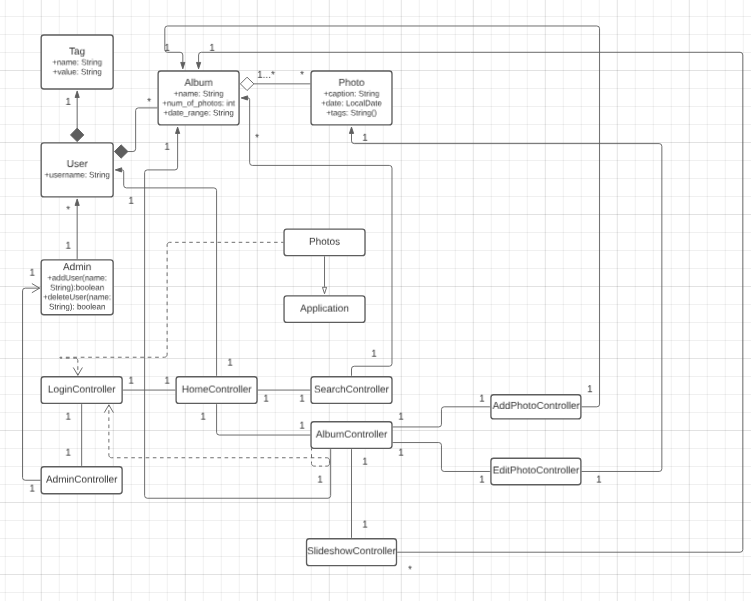 1
1
Tag
+name: String
+value: String
Album
+name: String
+num_of_photos: int
+date_range: String
1...*
*
Photo
+caption: String
+date: LocalDate
+tags: String()
1
*
*
1
1
User
+username: String
1
*
1
Photos
1
Admin
+addUser(name:
String):boolean
+deleteUser(name:
String): boolean
Application
1
1
LoginController
1
1
HomeController
1
1
SearchController
1
1
AddPhotoController
1
1
1
1
AlbumController
1
1
1
AdminController
1
1
1
1
EditPhotoController
1
1
SlideshowController
*